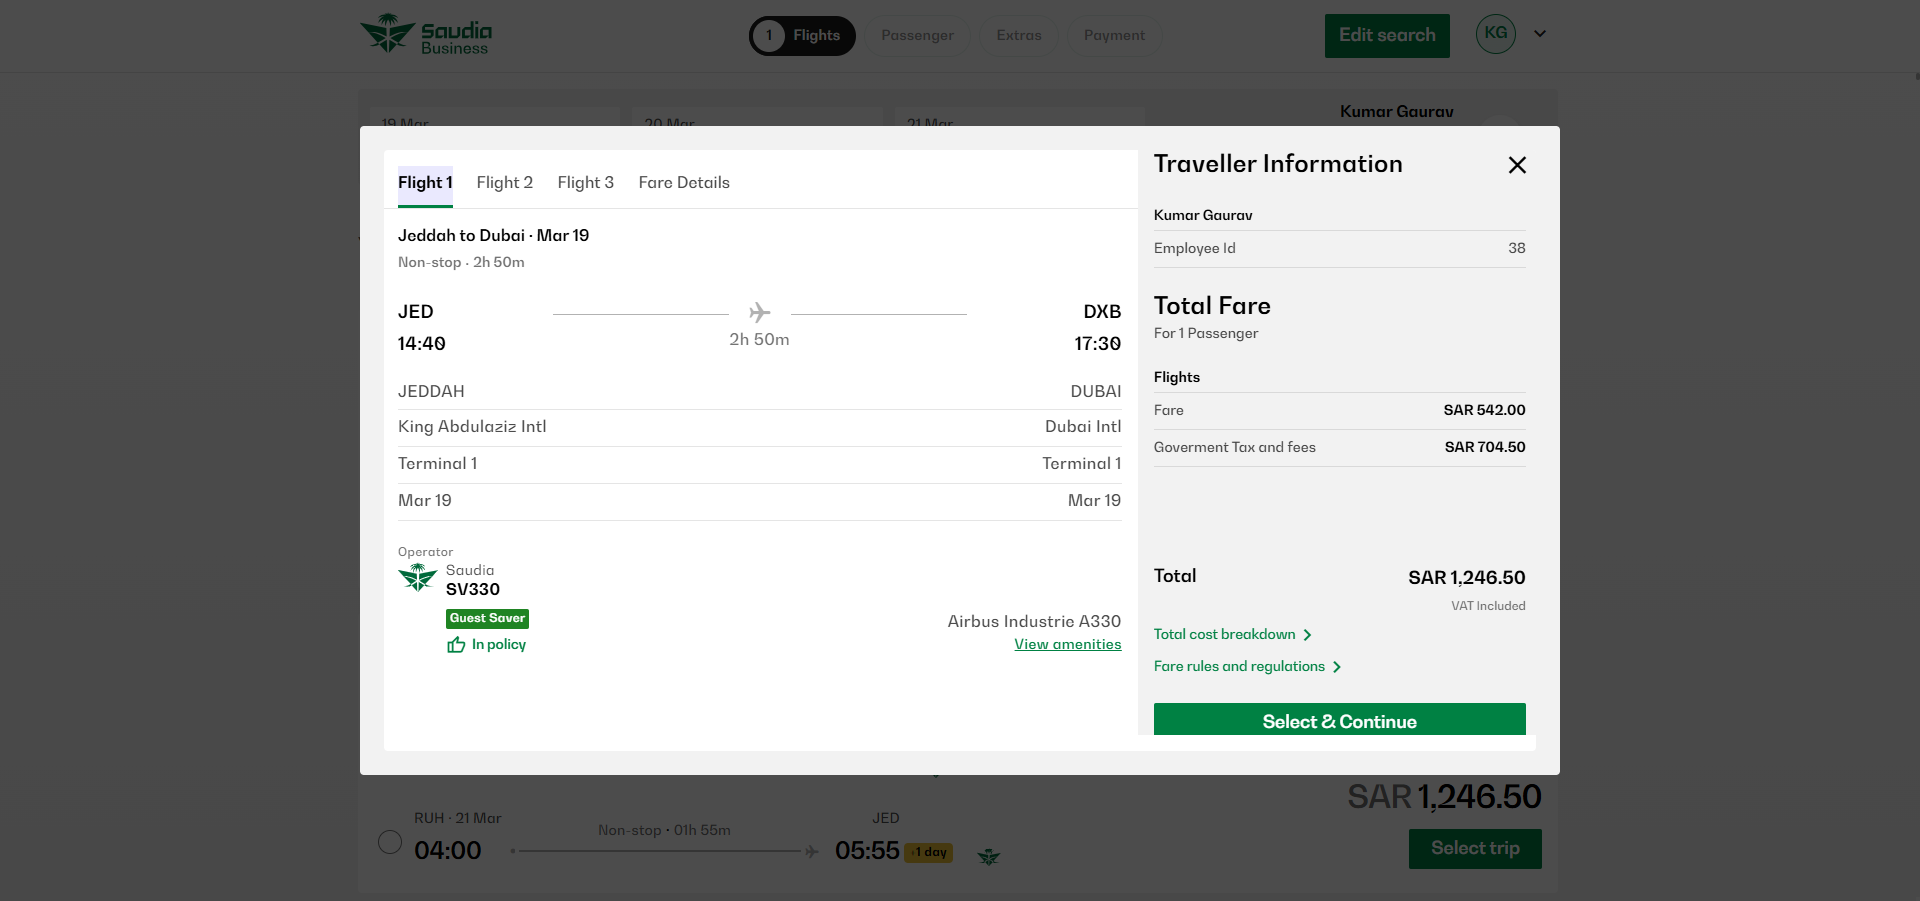 Saudia
Business
1 Flights
Passenger
Extras
Payment
Edit search
KG
19 Mar
20 Mar
21 Mar
Kumar Gaurav
Flight 1
Flight 2
Flight 3
Fare Details
Jeddah to Dubai · Mar 19
Non-stop · 2h 50m
JED
DXB
14:40
2h 50m
17:30
JEDDAH
DUBAI
King Abdulaziz Intl
Dubai Intl
Terminal 1
Terminal 1
Mar 19
Mar 19
Operator
Saudia
SV330
Guest Saver
In policy
Airbus Industrie A330
View amenities
Traveller Information
Kumar Gaurav
Employee Id
38
Total Fare
For 1 Passenger
Flights
Fare
SAR 542.00
Goverment Tax and fees
SAR 704.50
Total
SAR 1,246.50
VAT Included
Total cost breakdown
Fare rules and regulations
Select & Continue
SAR 1,246.50
RUH · 21 Mar
Non-stop • 01h 55m
JED
04:00
05:55
+1 day
Select trip